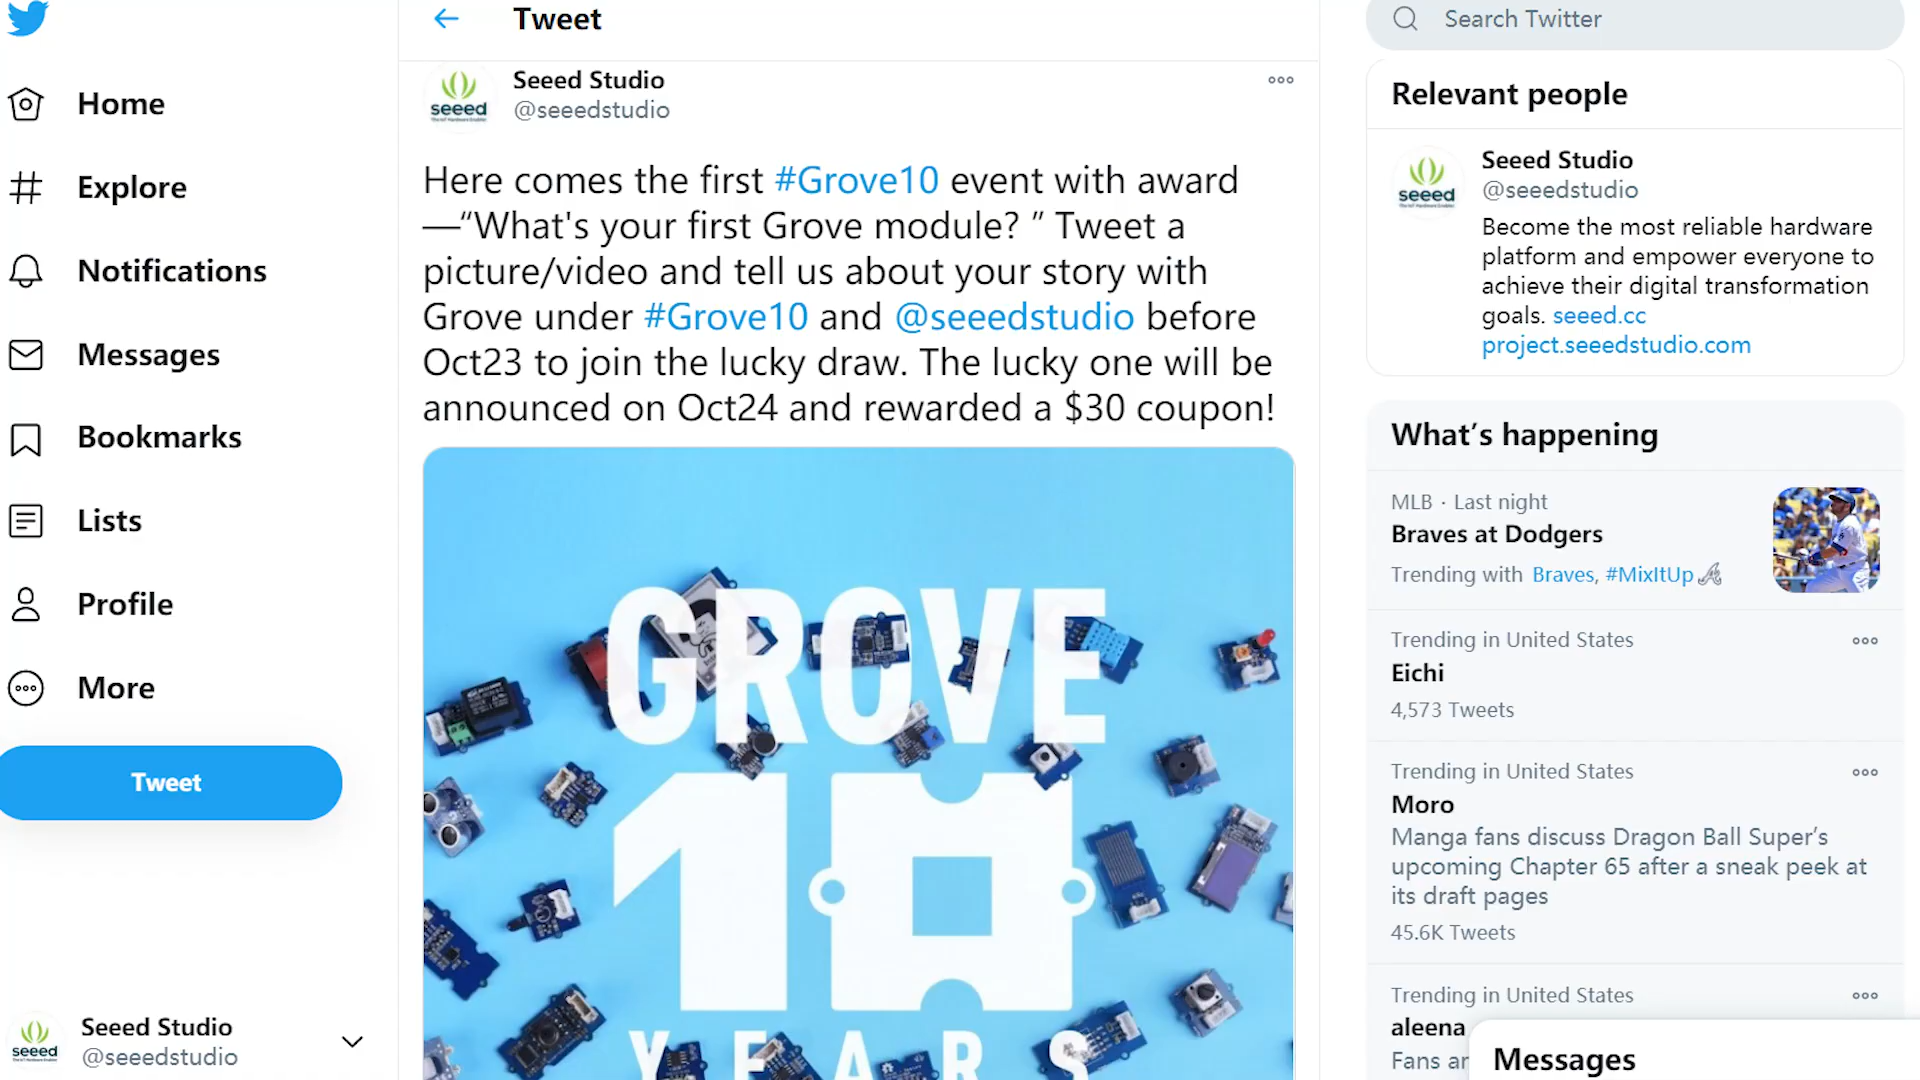 Tweet
Search Twitter
Home
Explore
Notifications
Messages
Bookmarks
Lists
Profile
More
Tweet
Seeed Studio
@seeedstudio
seeed
Seeed Studio
@seeedstudio
Here comes the first #Grove10 event with award
—“What's your first Grove module? ” Tweet a
picture/video and tell us about your story with
Grove under #Grove10 and @seeedstudio before
Oct23 to join the lucky draw. The lucky one will be
announced on Oct24 and rewarded a $30 coupon!
GROVE
10
YEARS
Relevant people
seeed
Seeed Studio
@seeedstudio
Become the most reliable hardware
platform and empower everyone to
achieve their digital transformation
goals. seeed.cc
project.seeedstudio.com
What’s happening
MLB · Last night
Braves at Dodgers
Trending with Braves, #MixItUp
Trending in United States
Eichi
4,573 Tweets
Trending in United States
Moro
Manga fans discuss Dragon Ball Super’s
upcoming Chapter 65 after a sneak peek at
its draft pages
45.6K Tweets
Trending in United States
aleena
Fans
Messages
seeed